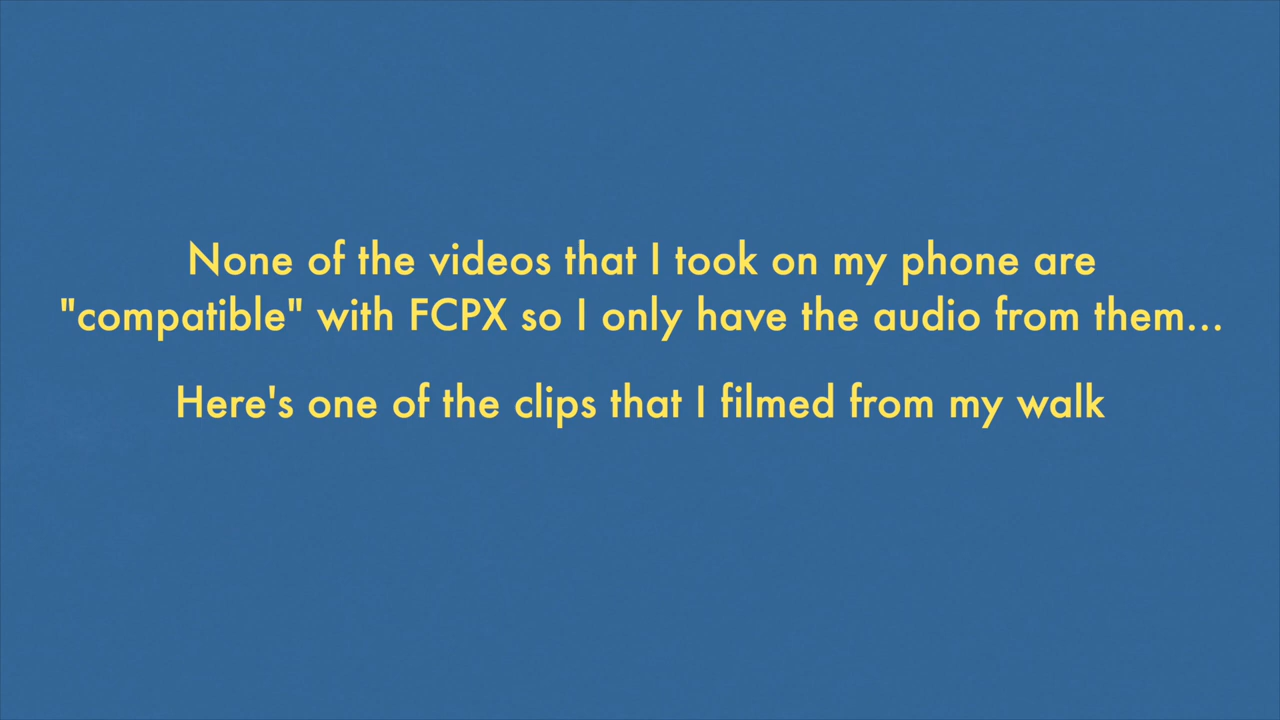 None of the videos that I took on my phone are
"compatible" with FCPX so I only have the audio from them...
Here's one of the clips that I filmed from my walk